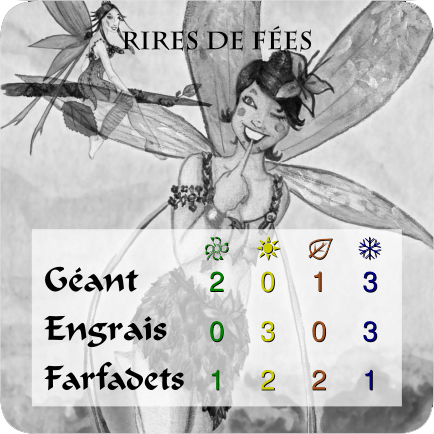 RIRES DE FÉES
Géant 2 0 1 3
Engrais 0 3 0 3
Farfadets 1 2 2 1